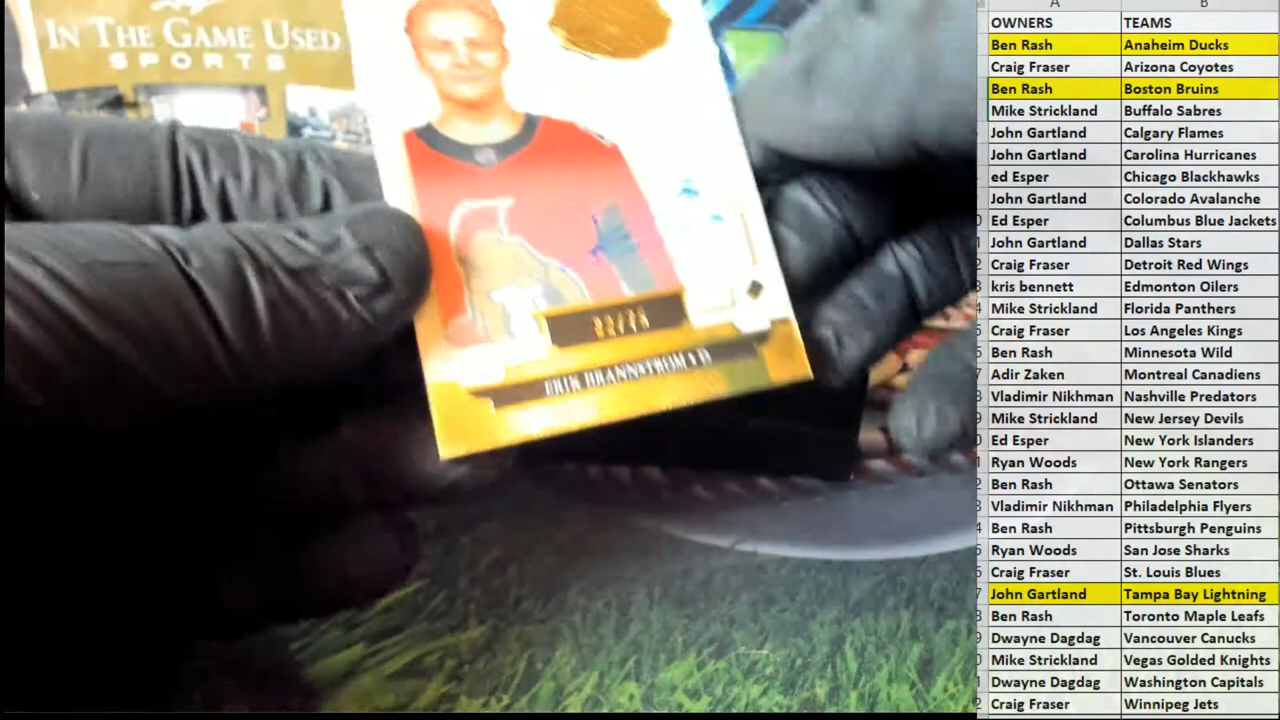 IN THE GAME USED
SPORTS
ERIK BRANNSTROM • D
A B
OWNERS TEAMS
Ben Rash Anaheim Ducks
Craig Fraser Arizona Coyotes
Ben Rash Boston Bruins
Mike Strickland Buffalo Sabres
John Gartland Calgary Flames
John Gartland Carolina Hurricanes
ed Esper Chicago Blackhawks
John Gartland Colorado Avalanche
Ed Esper Columbus Blue Jackets
John Gartland Dallas Stars
Craig Fraser Detroit Red Wings
kris bennett Edmonton Oilers
Mike Strickland Florida Panthers
Craig Fraser Los Angeles Kings
Ben Rash Minnesota Wild
Adir Zaken Montreal Canadiens
Vladimir Nikhman Nashville Predators
Mike Strickland New Jersey Devils
Ed Esper New York Islanders
Ryan Woods New York Rangers
Ben Rash Ottawa Senators
Vladimir Nikhman Philadelphia Flyers
Ben Rash Pittsburgh Penguins
Ryan Woods San Jose Sharks
Craig Fraser St. Louis Blues
John Gartland Tampa Bay Lightning
Ben Rash Toronto Maple Leafs
Dwayne Dagdag Vancouver Canucks
Mike Strickland Vegas Golded Knights
Dwayne Dagdag Washington Capitals
Craig Fraser Winnipeg Jets